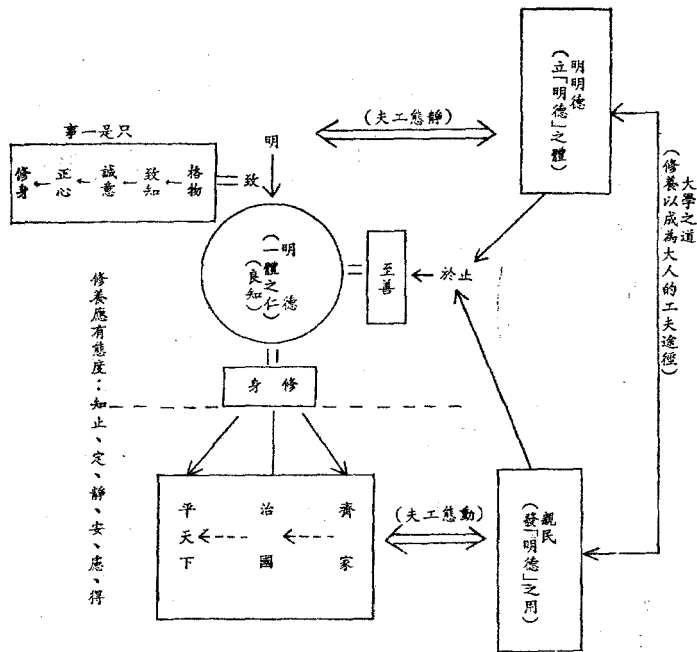 大學之道
(修養以成為大人的工夫途徑)
明明德
(立「明德」之體)
(靜態工夫)
明
致
只是一事
格物
致知
誠意
正心
修身
明德
(一體之仁)
(良知)
至善
止於
修身
親民
(發「明德」之用)
(動態工夫)
齊家
治國
平天下
修養應有態度：知止、定、靜、安、慮、得